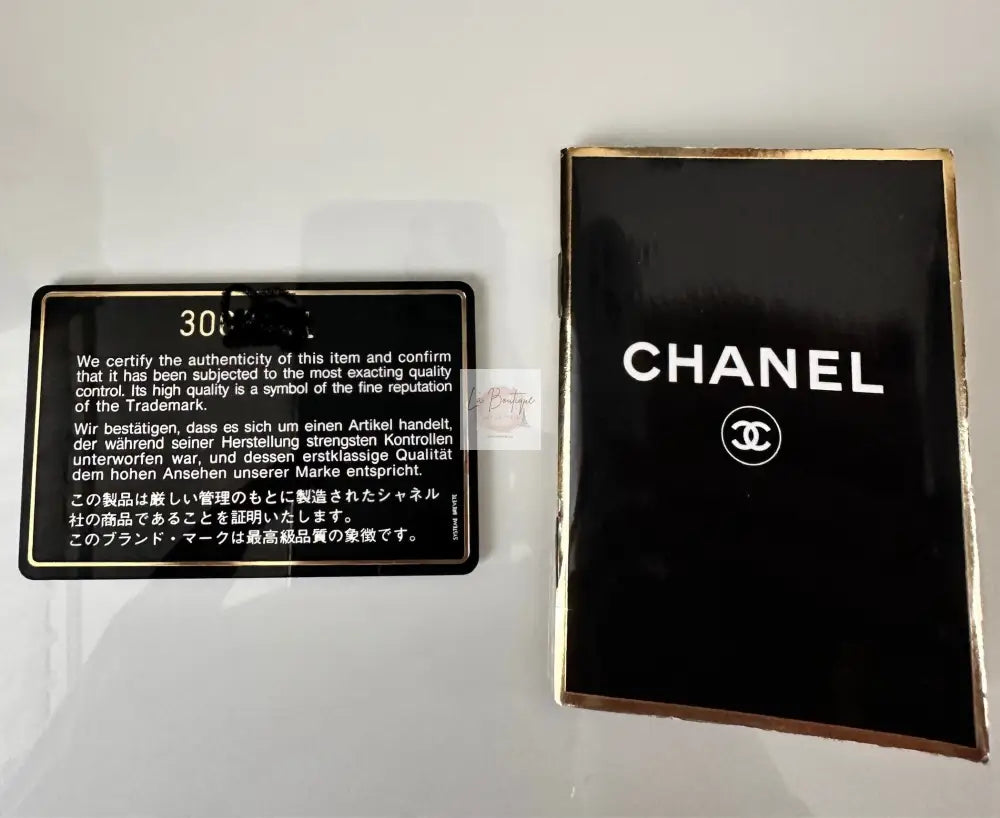 We certify the authenticity of this item and confirm
that it has been subjected to the most exacting quality
control. Its high quality is a symbol of the fine reputation
of the Trademark.
Wir bestätigen, dass es sich um einen Artikel handelt,
der während seiner Herstellung strengsten Kontrollen
unterworfen war, und dessen erstklassige Qualität
dem hohen Ansehen unserer Marke entspricht.
この製品は厳しい管理のもとに製造されたシャネル
社の商品であることを証明いたします。
このブランド・マークは最高級品質の象徴です。
SYSTEME BREVETE
La Boutique
CHANEL